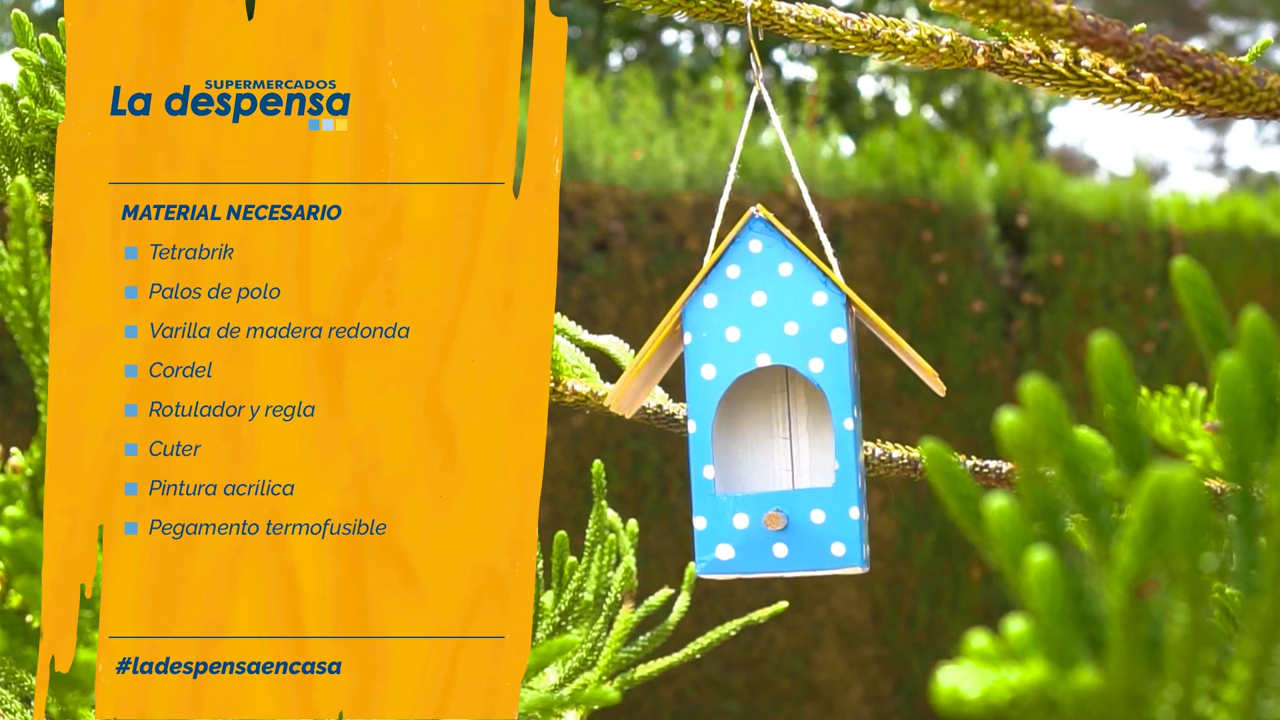 SUPERMERCADOS
La despensa
MATERIAL NECESARIO
Tetrabrik
Palos de polo
Varilla de madera redonda
Cordel
Rotulador y regla
Cuter
Pintura acrílica
Pegamento termofusible
#ladespensaencasa